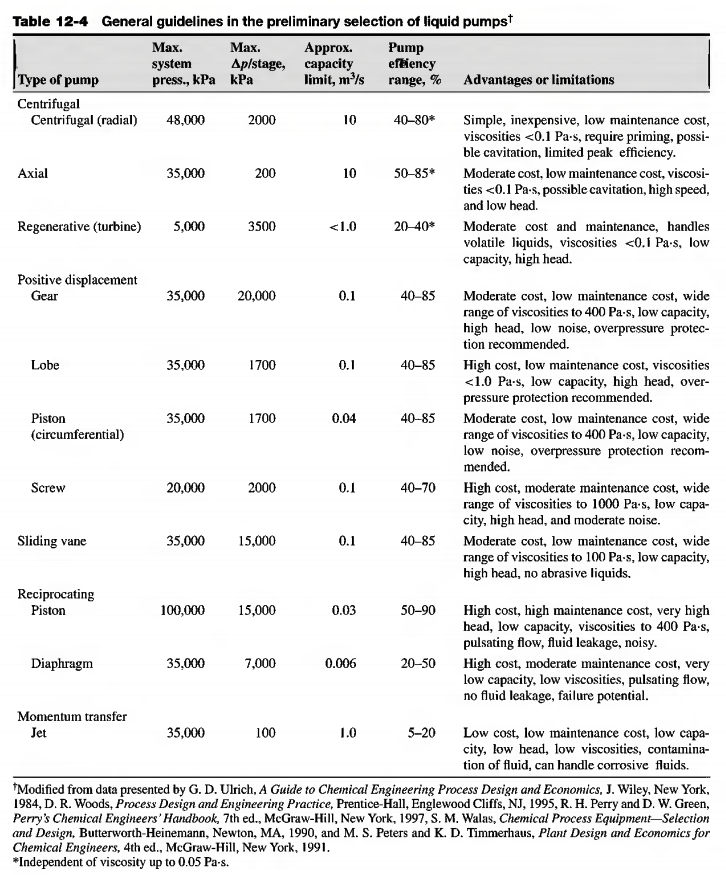 Table 12-4 General guidelines in the preliminary selection of liquid pumps†
Type of pump Max. system press., kPa Max. Δp/stage, kPa Approx. capacity limit, m³/s Pump efficiency range, % Advantages or limitations
Centrifugal
Centrifugal (radial) 48,000 2000 10 40–80* Simple, inexpensive, low maintenance cost,
viscosities <0.1 Pa·s, require priming, possi-
ble cavitation, limited peak efficiency.
Axial 35,000 200 10 50–85* Moderate cost, low maintenance cost, viscosi-
ties <0.1 Pa·s, possible cavitation, high speed,
and low head.
Regenerative (turbine) 5,000 3500 <1.0 20–40* Moderate cost and maintenance, handles
volatile liquids, viscosities <0.1 Pa·s, low
capacity, high head.
Positive displacement
Gear 35,000 20,000 0.1 40–85 Moderate cost, low maintenance cost, wide
range of viscosities to 400 Pa·s, low capacity,
high head, low noise, overpressure protec-
tion recommended.
Lobe 35,000 1700 0.1 40–85 High cost, low maintenance cost, viscosities
<1.0 Pa·s, low capacity, high head, over-
pressure protection recommended.
Piston 35,000 1700 0.04 40–85 Moderate cost, low maintenance cost, wide
(circumferential) range of viscosities to 400 Pa·s, low capacity,
low noise, overpressure protection recom-
mended.
Screw 20,000 2000 0.1 40–70 High cost, moderate maintenance cost, wide
range of viscosities to 1000 Pa·s, low capa-
city, high head, and moderate noise.
Sliding vane 35,000 15,000 0.1 40–85 Moderate cost, low maintenance cost, wide
range of viscosities to 100 Pa·s, low capacity,
high head, no abrasive liquids.
Reciprocating
Piston 100,000 15,000 0.03 50–90 High cost, high maintenance cost, very high
head, low capacity, viscosities to 400 Pa·s,
pulsating flow, fluid leakage, noisy.
Diaphragm 35,000 7,000 0.006 20–50 High cost, moderate maintenance cost, very
low capacity, low viscosities, pulsating flow,
no fluid leakage, failure potential.
Momentum transfer
Jet 35,000 100 1.0 5–20 Low cost, low maintenance cost, low capa-
city, low head, low viscosities, contamina-
tion of fluid, can handle corrosive fluids.
†Modified from data presented by G. D. Ulrich, A Guide to Chemical Engineering Process Design and Economics, J. Wiley, New York,
1984, D. R. Woods, Process Design and Engineering Practice, Prentice-Hall, Englewood Cliffs, NJ, 1995, R. H. Perry and D. W. Green,
Perry's Chemical Engineers' Handbook, 7th ed., McGraw-Hill, New York, 1997, S. M. Walas, Chemical Process Equipment—Selection
and Design, Butterworth-Heinemann, Newton, MA, 1990, and M. S. Peters and K. D. Timmerhaus, Plant Design and Economics for
Chemical Engineers, 4th ed., McGraw-Hill, New York, 1991.
*Independent of viscosity up to 0.05 Pa·s.